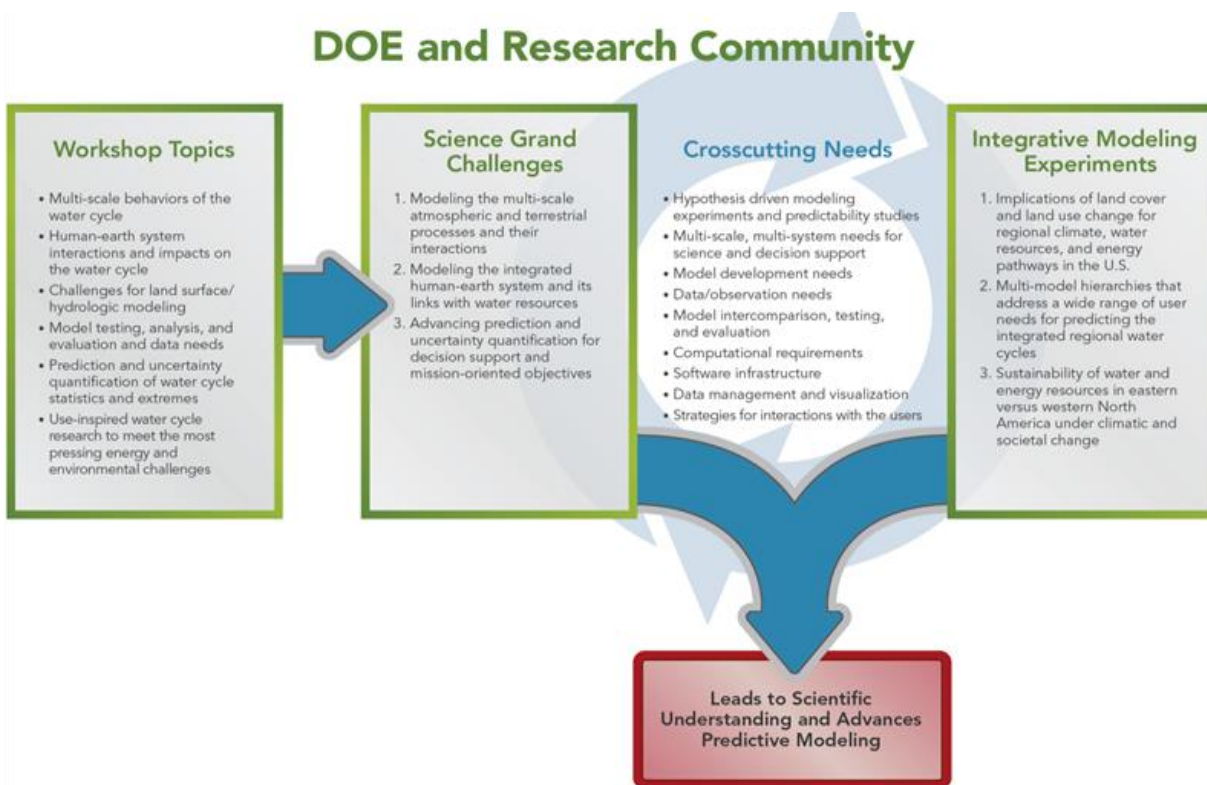 DOE and Research Community
Workshop Topics
• Multi-scale behaviors of the
water cycle
• Human-earth system
interactions and impacts on
the water cycle
• Challenges for land surface/
hydrologic modeling
• Model testing, analysis, and
evaluation and data needs
• Prediction and uncertainty
quantification of water cycle
statistics and extremes
• Use-inspired water cycle
research to meet the most
pressing energy and
environmental challenges
Science Grand
Challenges
1. Modeling the multi-scale
atmospheric and terrestrial
processes and their
interactions
2. Modeling the integrated
human-earth system and its
links with water resources
3. Advancing prediction and
uncertainty quantification for
decision support and
mission-oriented objectives
Crosscutting Needs
• Hypothesis driven modeling
experiments and predictability studies
• Multi-scale, multi-system needs for
science and decision support
• Model development needs
• Data/observation needs
• Model intercomparison, testing,
and evaluation
• Computational requirements
• Software infrastructure
• Data management and visualization
• Strategies for interactions with the users
Integrative Modeling
Experiments
1. Implications of land cover
and land use change for
regional climate, water
resources, and energy
pathways in the U.S.
2. Multi-model hierarchies that
address a wide range of user
needs for predicting the
integrated regional water
cycles
3. Sustainability of water and
energy resources in eastern
versus western North
America under climatic and
societal change
Leads to Scientific
Understanding and Advances
Predictive Modeling